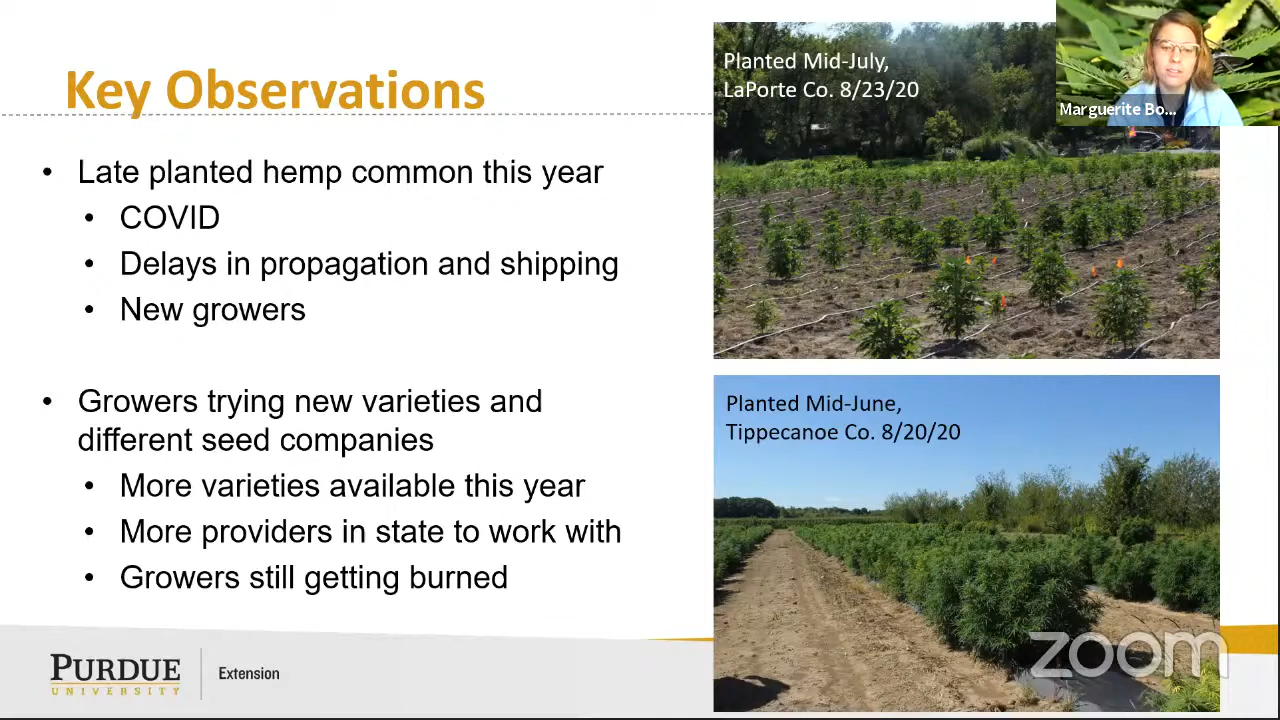 Key Observations
• Late planted hemp common this year
• COVID
• Delays in propagation and shipping
• New growers
• Growers trying new varieties and
different seed companies
• More varieties available this year
• More providers in state to work with
• Growers still getting burned
PURDUE
UNIVERSITY
Extension
Planted Mid-July,
LaPorte Co. 8/23/20
Marguerite Bo...
Planted Mid-June,
Tippecanoe Co. 8/20/20
zoom